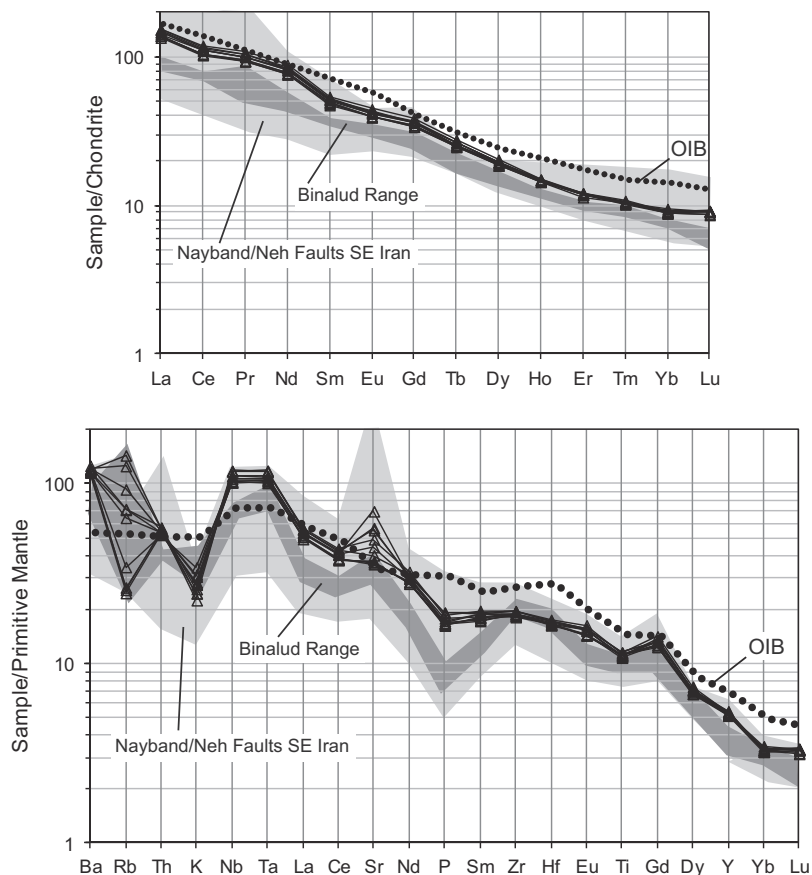 Sample/Chondrite
100
10
1
OIB
Binalud Range
Nayband/Neh Faults SE Iran
La Ce Pr Nd Sm Eu Gd Tb Dy Ho Er Tm Yb Lu
Sample/Primitive Mantle
100
10
1
Binalud Range
OIB
Nayband/Neh Faults SE Iran
Ba Rb Th K Nb Ta La Ce Sr Nd P Sm Zr Hf Eu Ti Gd Dy Y Yb Lu